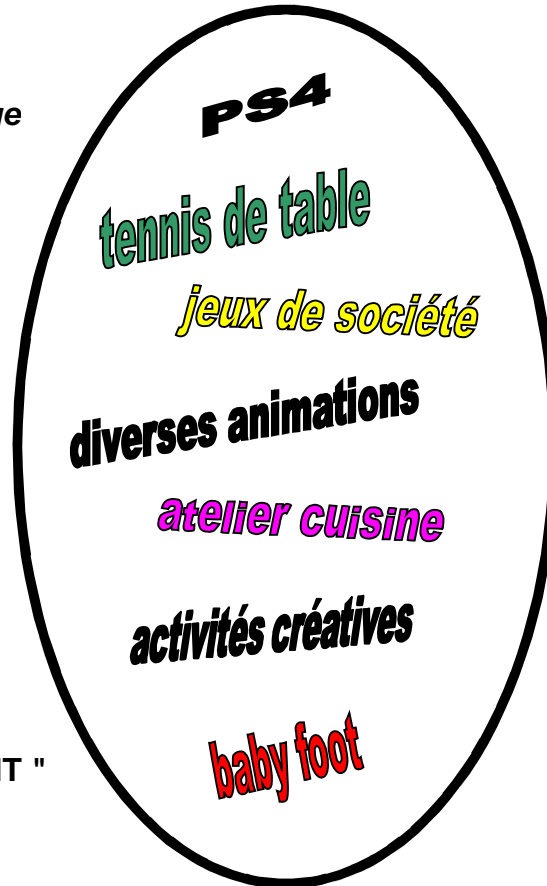 PS4
tennis de table
jeux de société
diverses animations
atelier cuisine
activités créatives
baby foot
"